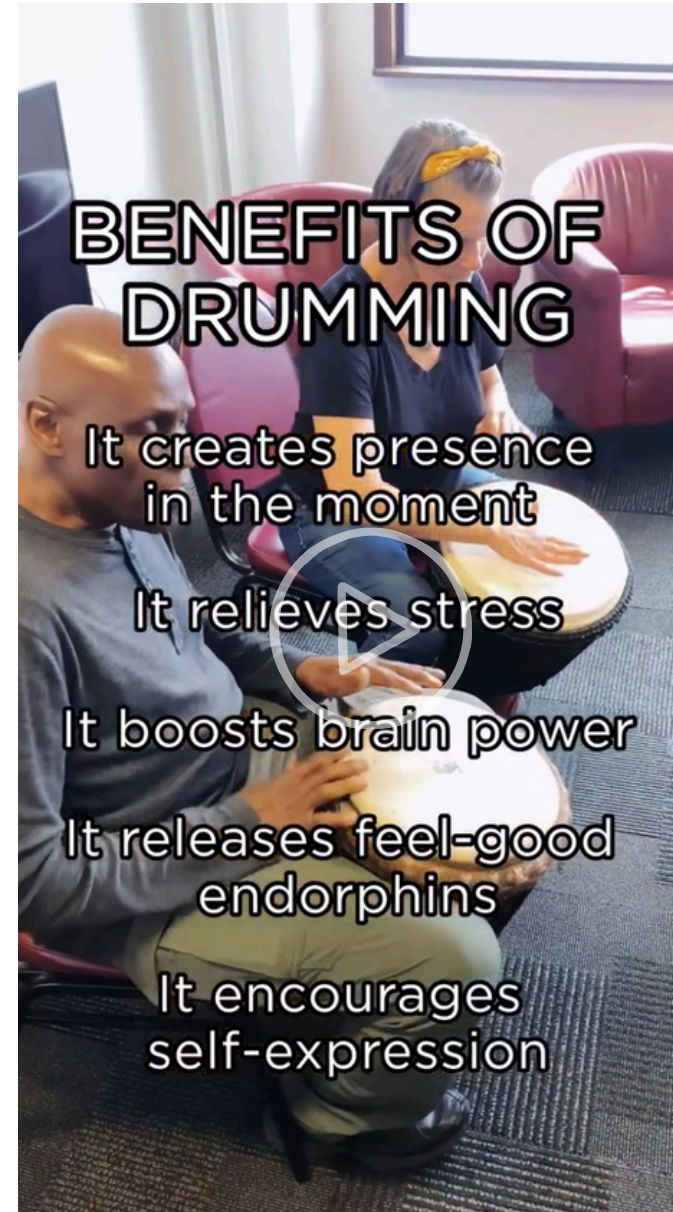 BENEFITS OF
DRUMMING
It creates presence
in the moment
It relieves stress
It boosts brain power
It releases feel-good
endorphins
It encourages
self-expression